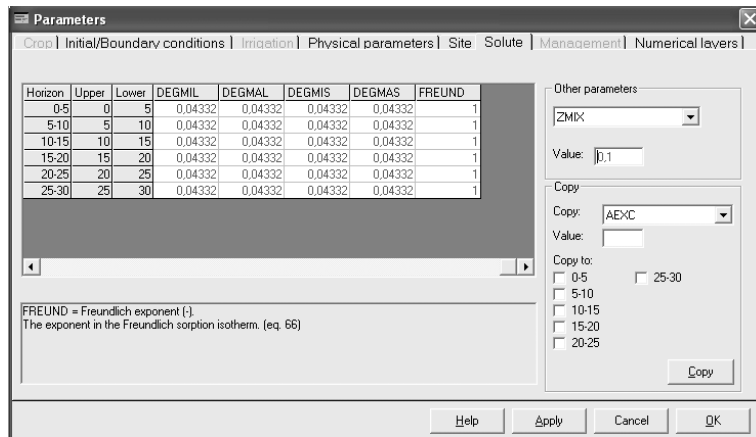 Parameters
Crop Initial/Boundary conditions Irrigation Physical parameters Site Solute Management Numerical layers
Horizon Upper Lower DEGMIL DEGMAL DEGMIS DEGMAS FREUND
0-5 0 5 0,04332 0,04332 0,04332 0,04332 1
5-10 5 10 0,04332 0,04332 0,04332 0,04332 1
10-15 10 15 0,04332 0,04332 0,04332 0,04332 1
15-20 15 20 0,04332 0,04332 0,04332 0,04332 1
20-25 20 25 0,04332 0,04332 0,04332 0,04332 1
25-30 25 30 0,04332 0,04332 0,04332 0,04332 1
FREUND = Freundlich exponent (-).
The exponent in the Freundlich sorption isotherm. (eq. 66)
Other parameters
ZMIX
Value: 0,1
Copy
Copy: AEXC
Value:
Copy to:
0-5 25-30
5-10
10-15
15-20
20-25
Copy
Help Apply Cancel OK